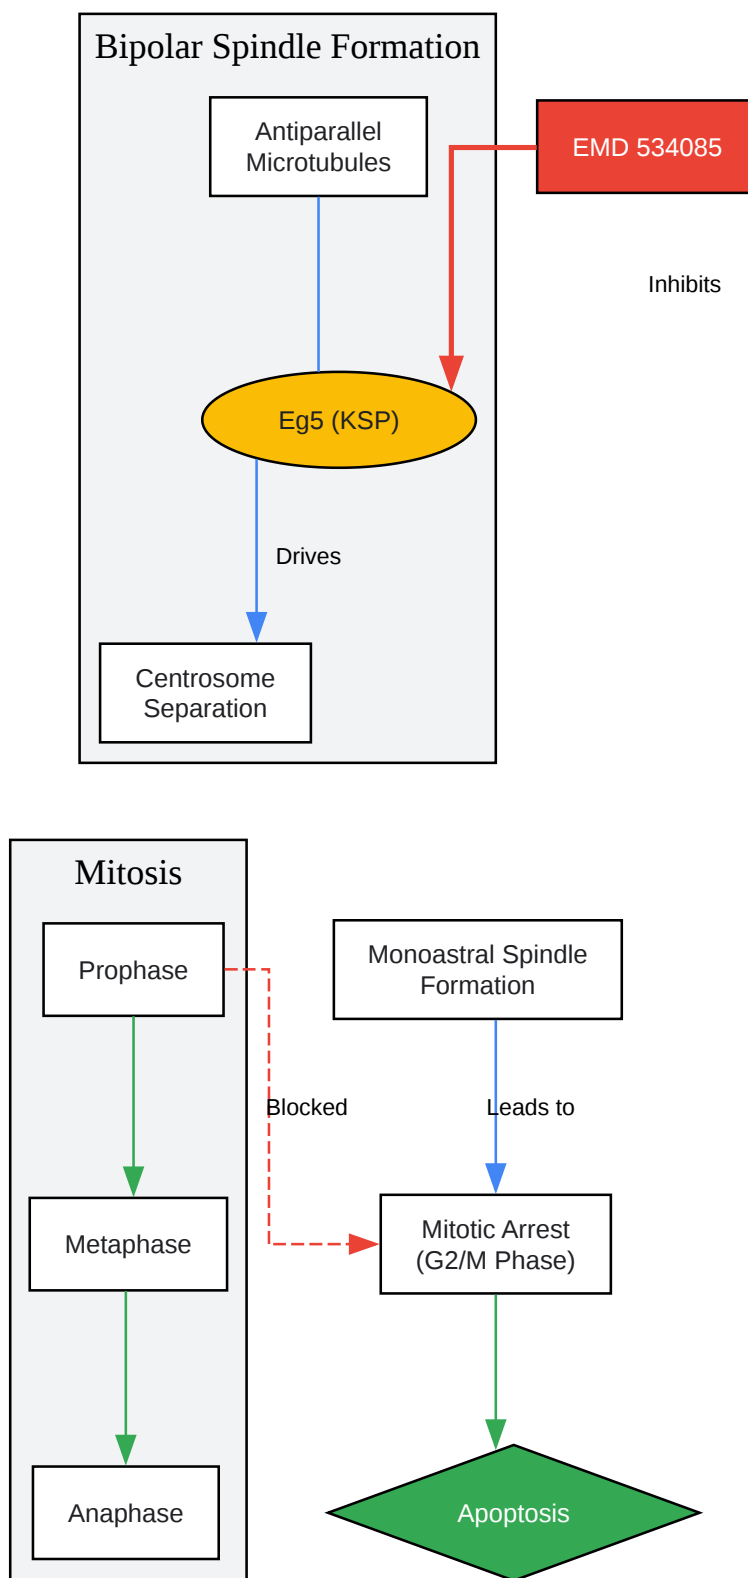 Bipolar Spindle Formation
Antiparallel
Microtubules
EMD 534085
Inhibits
Eg5 (KSP)
Drives
Centrosome
Separation
Mitosis
Prophase
Monoastral Spindle
Formation
Blocked
Leads to
Metaphase
Mitotic Arrest
(G2/M Phase)
Anaphase
Apoptosis